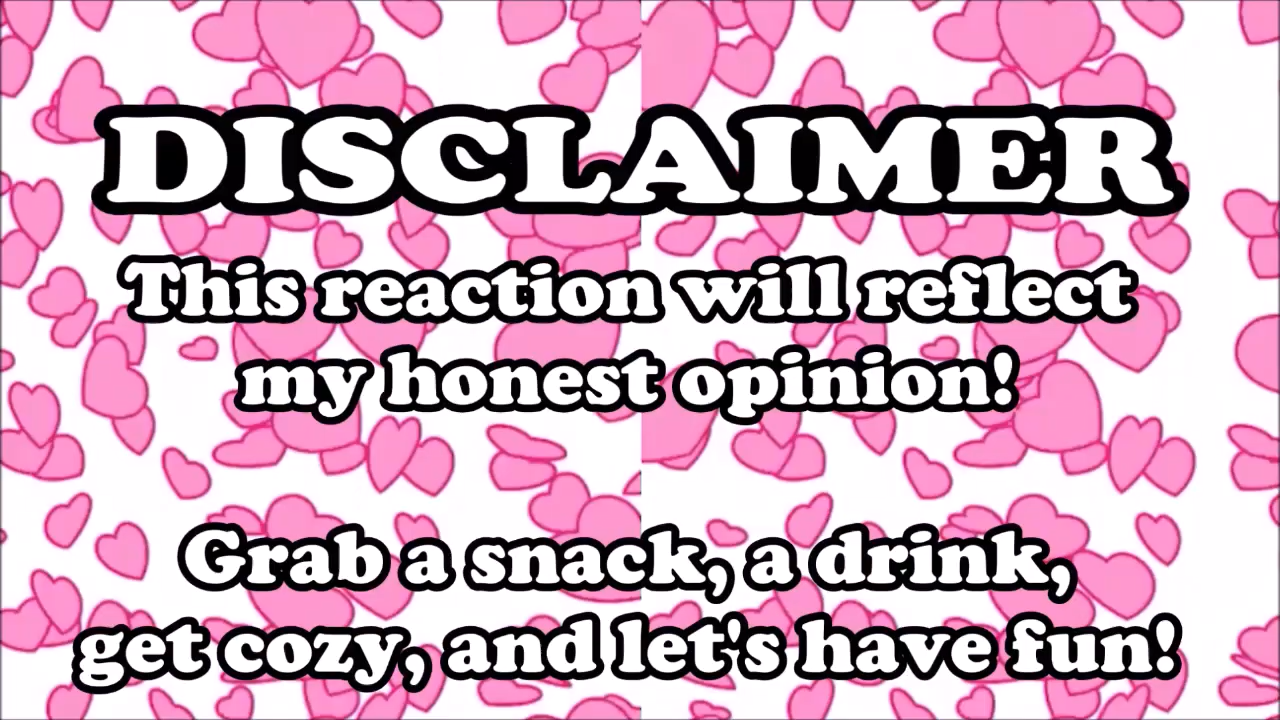 DISCLAIMER
This reaction will reflect
my honest opinion!
Grab a snack, a drink,
get cozy, and let's have fun!